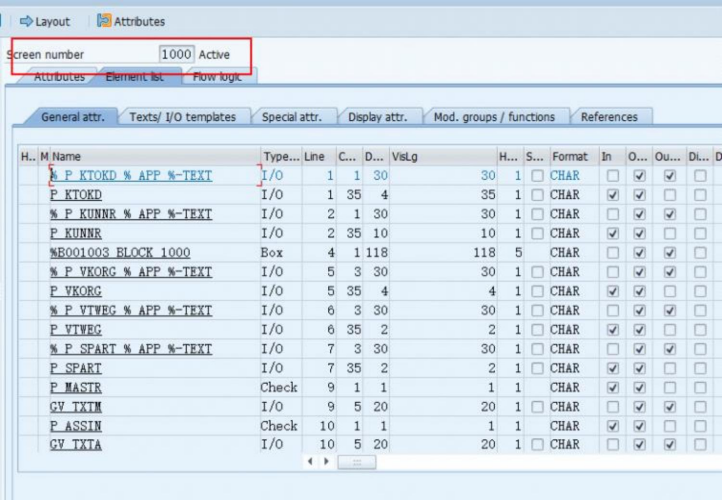 Layout Attributes
Screen number 1000 Active
Attributes Element list Flow logic
General attr. Texts/ I/O templates Special attr. Display attr. Mod. groups / functions References
H.. M Name Type... Line C... D... VisLg H... S... Format In O... Ou... Di... D
%_P_KTOKD_%_APP_%-TEXT I/O 1 1 30 30 1 CHAR
P_KTOKD I/O 1 35 4 35 1 CHAR
%_P_KUNNR_%_APP_%-TEXT I/O 2 1 30 30 1 CHAR
P_KUNNR I/O 2 35 10 10 1 CHAR
%B001003_BLOCK_1000 Box 4 1 118 118 5 CHAR
%_P_VKORG_%_APP_%-TEXT I/O 5 3 30 30 1 CHAR
P_VKORG I/O 5 35 4 4 1 CHAR
%_P_VTWEG_%_APP_%-TEXT I/O 6 3 30 30 1 CHAR
P_VTWEG I/O 6 35 2 2 1 CHAR
%_P_SPART_%_APP_%-TEXT I/O 7 3 30 30 1 CHAR
P_SPART I/O 7 35 2 2 1 CHAR
P_MASTR Check 9 1 1 1 1 CHAR
GV_TXTM I/O 9 5 20 20 1 CHAR
P_ASSIN Check 10 1 1 1 1 CHAR
GV_TXTA I/O 10 5 20 20 1 CHAR